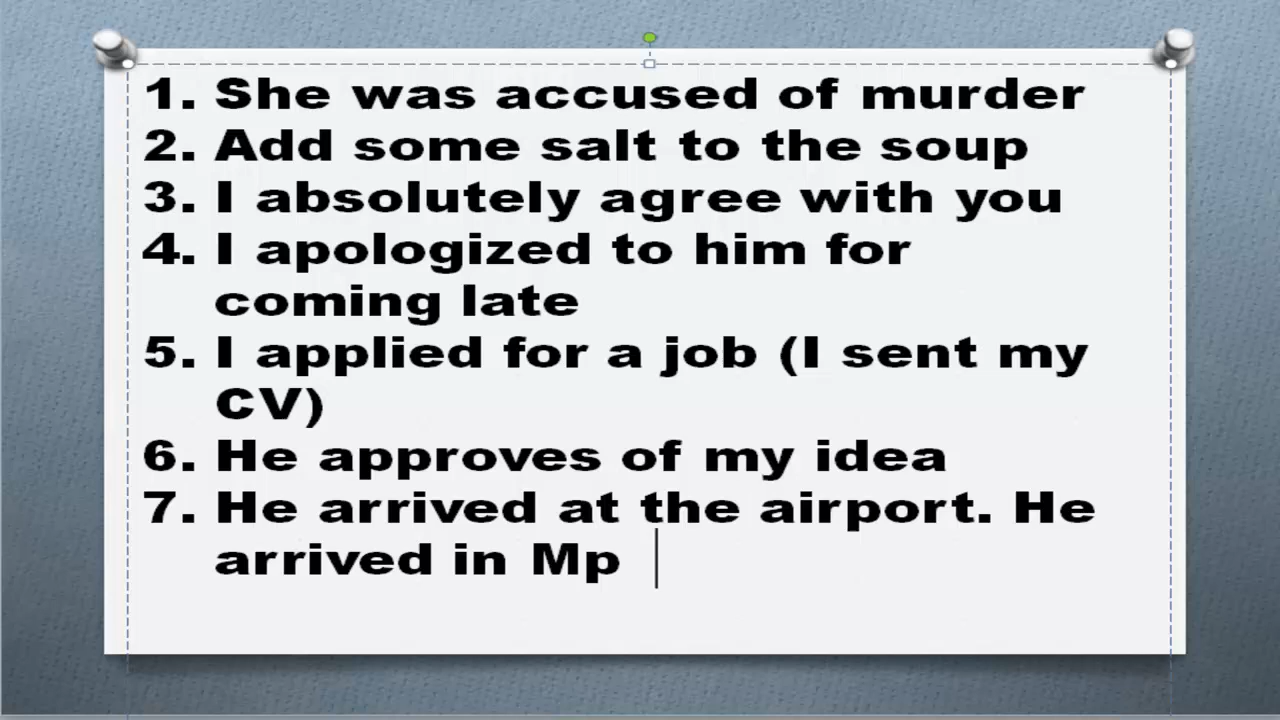 1. She was accused of murder
2. Add some salt to the soup
3. I absolutely agree with you
4. I apologized to him for
coming late
5. I applied for a job (I sent my
CV)
6. He approves of my idea
7. He arrived at the airport. He
arrived in Mp